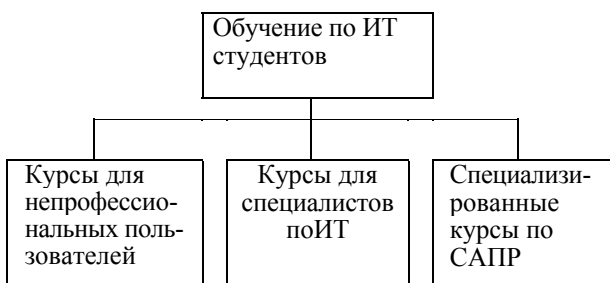 Обучение по ИТ
студентов
Курсы для
непрофессио-
нальных поль-
зователей
Курсы для
специалистов
поИТ
Специализи-
рованные
курсы по
САПР